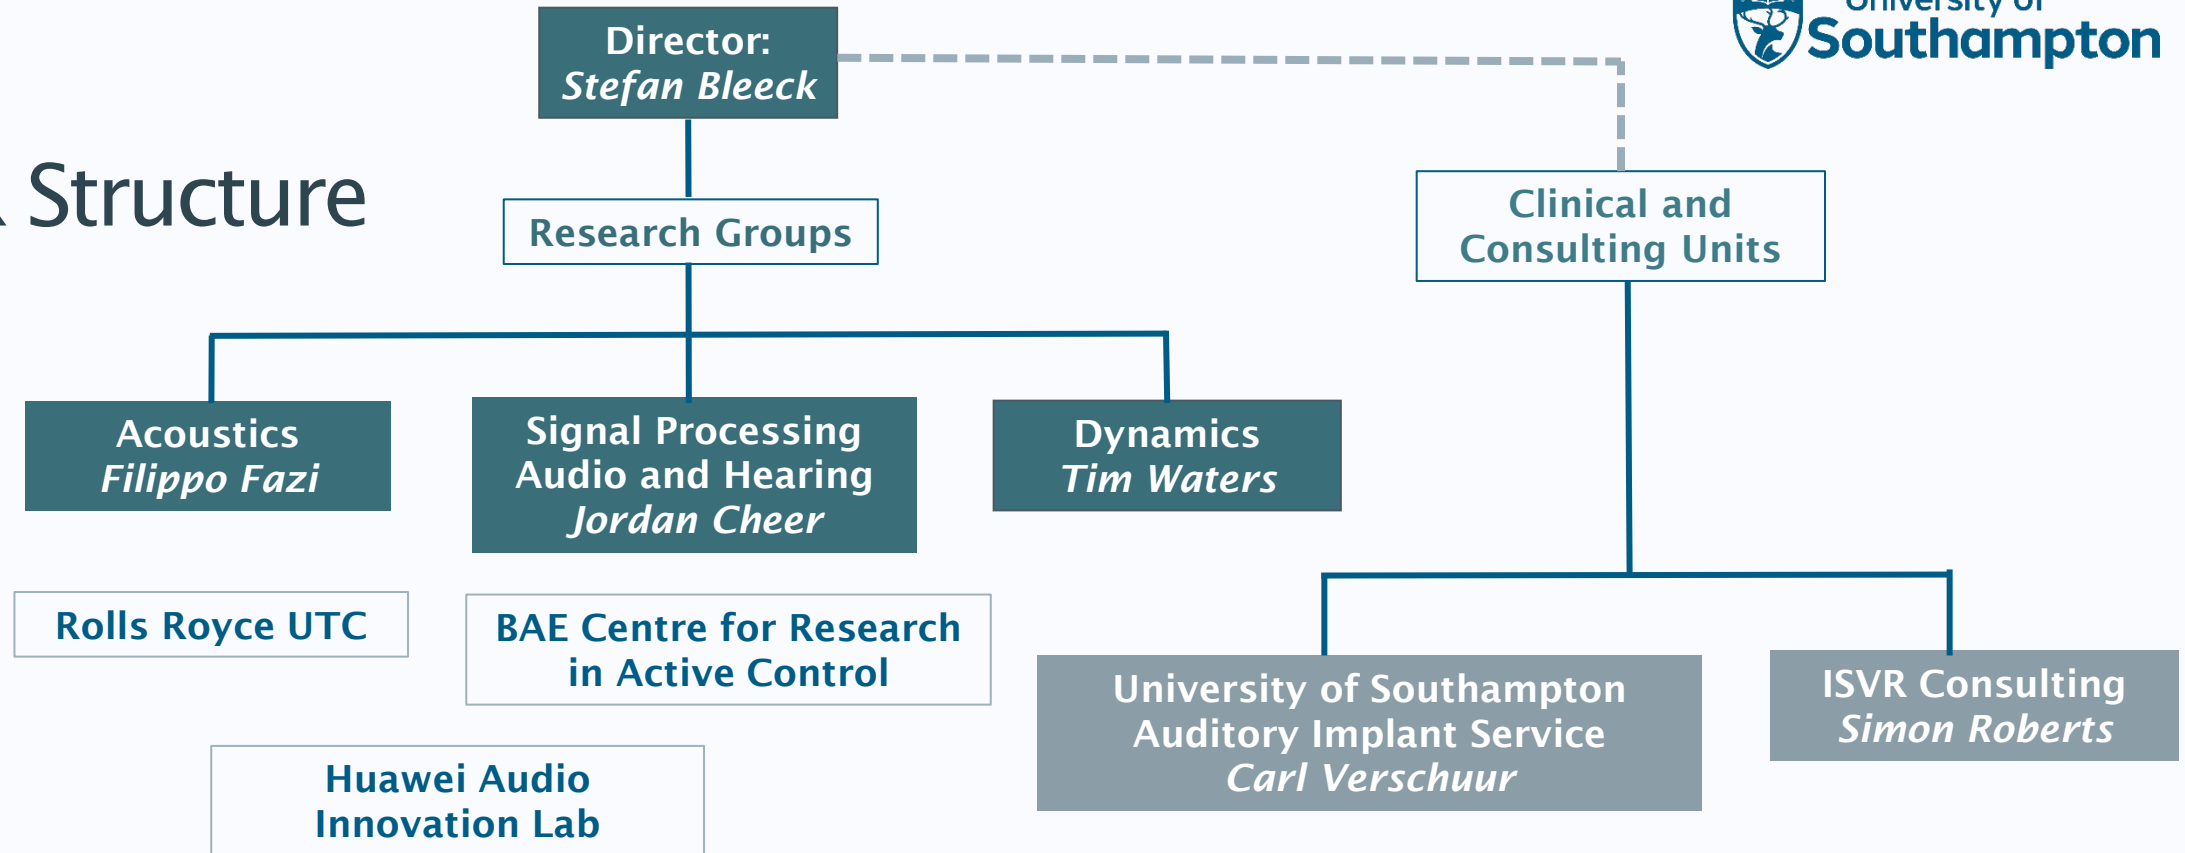 University of
Southampton
Director:
Stefan Bleeck
Structure
Research Groups
Clinical and
Consulting Units
Acoustics
Filippo Fazi
Signal Processing
Audio and Hearing
Jordan Cheer
Dynamics
Tim Waters
Rolls Royce UTC
BAE Centre for Research
in Active Control
University of Southampton
Auditory Implant Service
Carl Verschuur
ISVR Consulting
Simon Roberts
Huawei Audio
Innovation Lab